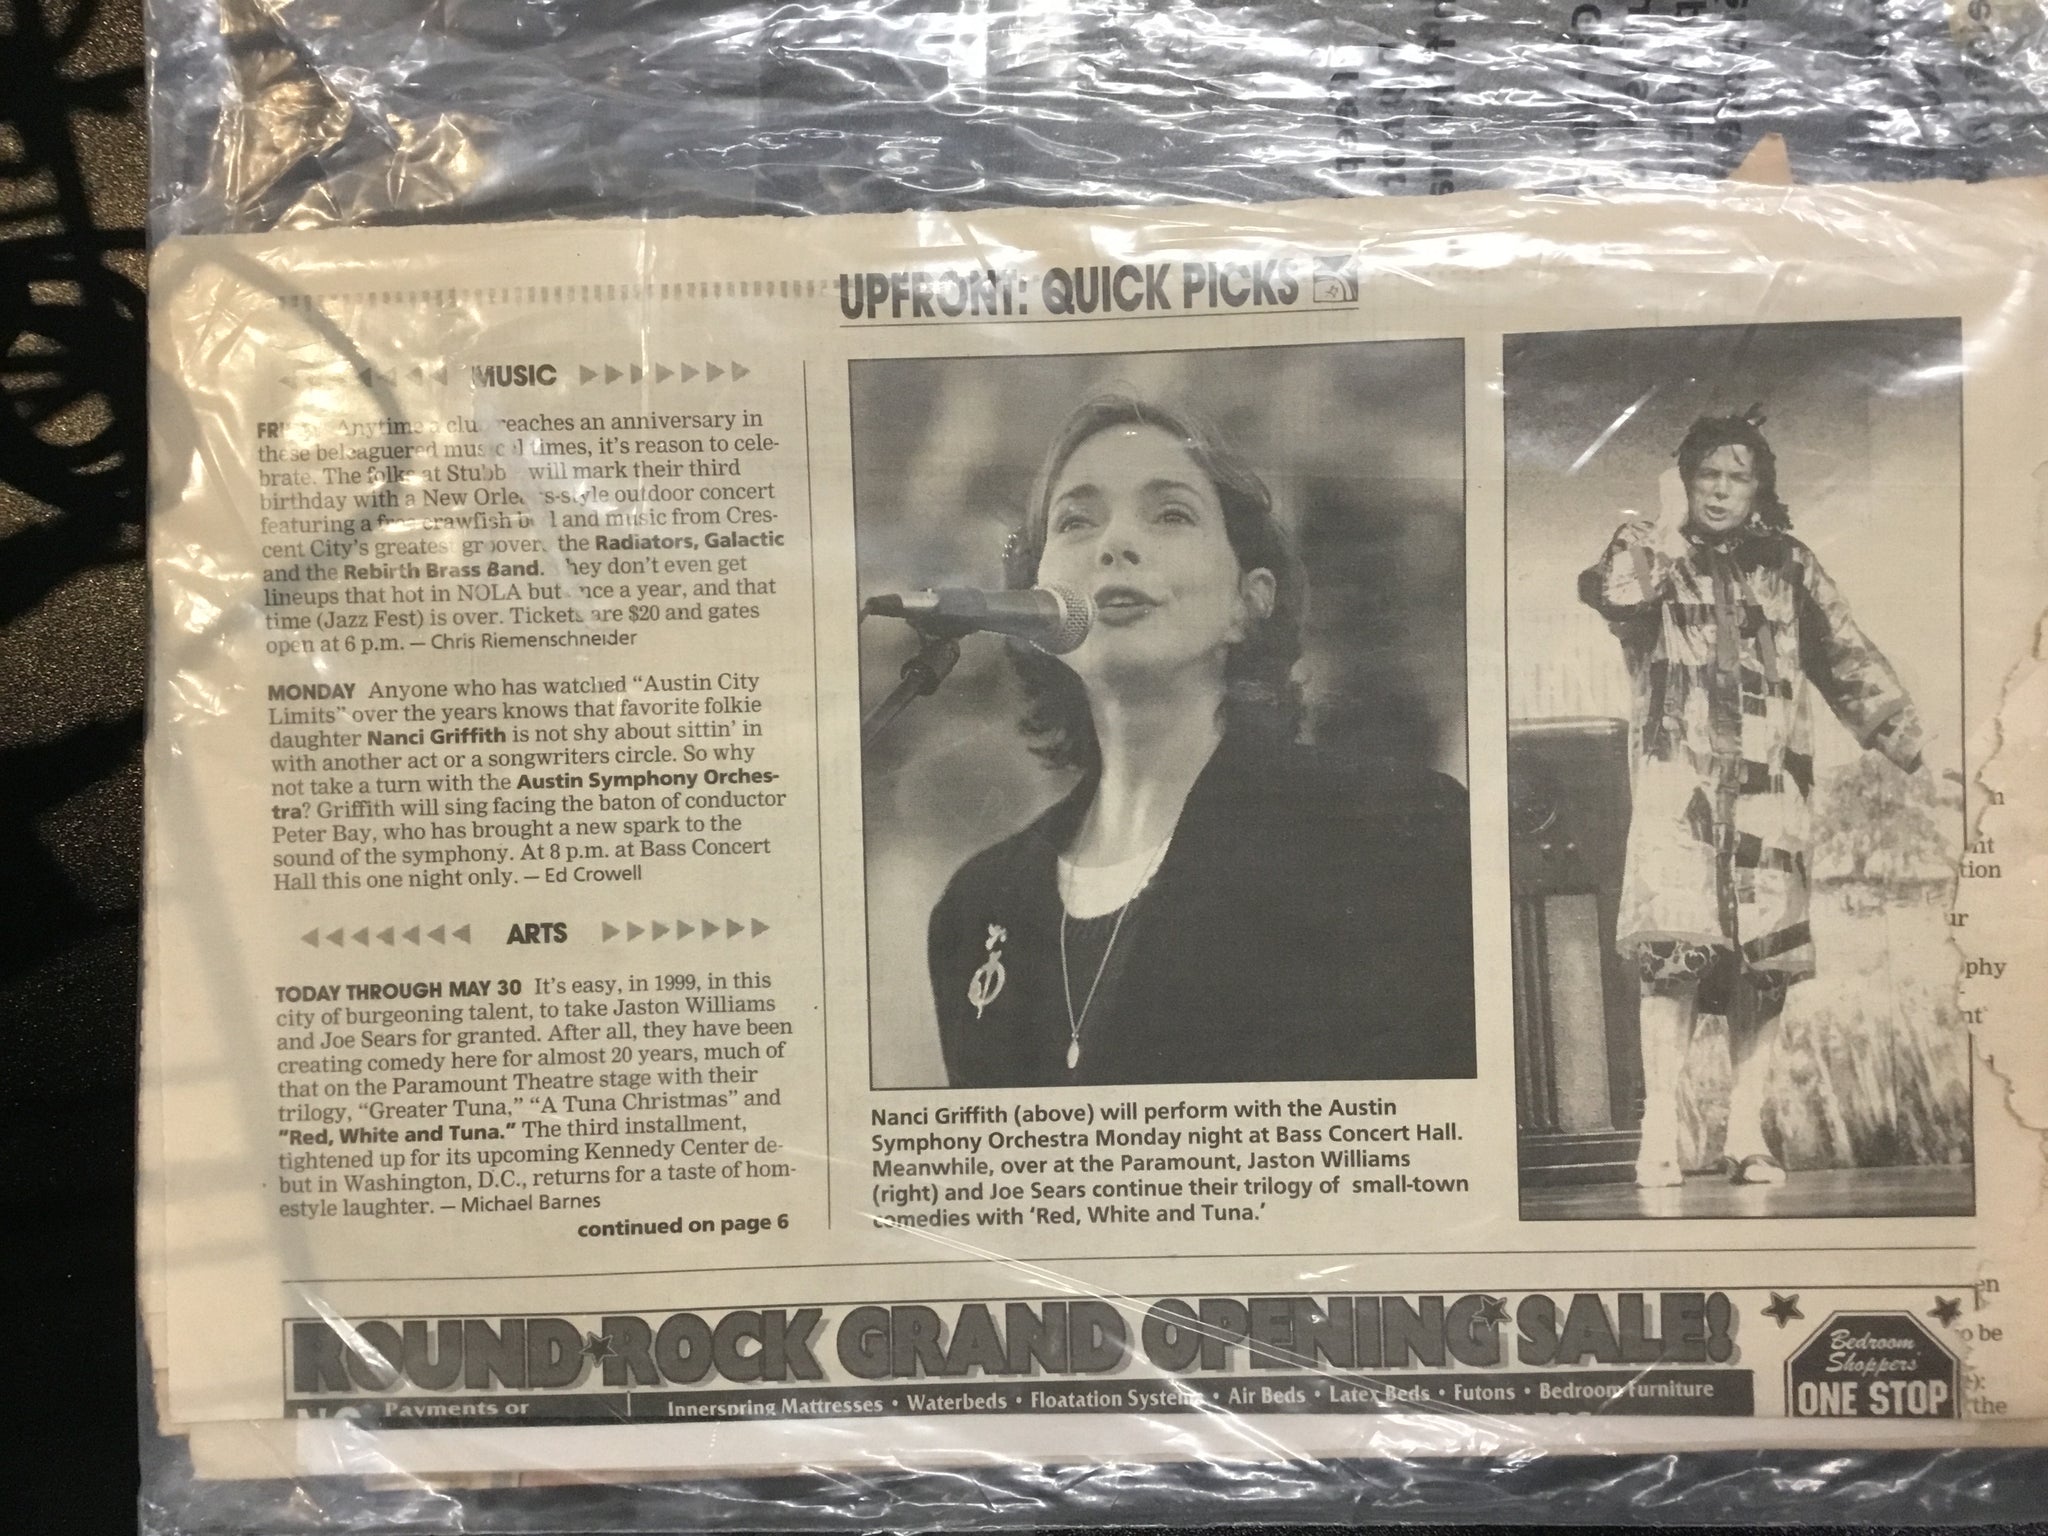 UPFRONT: QUICK PICKS
MUSIC
Anytime a reaches an anniversary in
these beleaguered times, it's reason to cele-
brate. The folks at will mark their third
birthday with a New outdoor concert
featuring a free crawfish and music from Cres-
cent City's greatest the Radiators, Galactic
and the Rebirth Brass Band. don't even get
lineups that hot in NOLA but a year, and that
time (Jazz Fest) is over. Tickets are $20 and gates
open at 6 p.m. — Chris Riemenschneider
MONDAY Anyone who has watched "Austin City
Limits" over the years knows that favorite folkie
daughter Nanci Griffith is not shy about sittin' in
with another act or a songwriters circle. So why
not take a turn with the Austin Symphony Orches-
tra? Griffith will sing facing the baton of conductor
Peter Bay, who has brought a new spark to the
sound of the symphony. At 8 p.m. at Bass Concert
Hall this one night only. — Ed Crowell
ARTS
TODAY THROUGH MAY 30 It's easy, in 1999, in this
city of burgeoning talent, to take Jaston Williams
and Joe Sears for granted. After all, they have been
creating comedy here for almost 20 years, much of
that on the Paramount Theatre stage with their
trilogy, "Greater Tuna," "A Tuna Christmas" and
"Red, White and Tuna." The third installment,
tightened up for its upcoming Kennedy Center de-
but in Washington, D.C., returns for a taste of hom-
estyle laughter. — Michael Barnes
continued on page 6
Nanci Griffith (above) will perform with the Austin
Symphony Orchestra Monday night at Bass Concert Hall.
Meanwhile, over at the Paramount, Jaston Williams
(right) and Joe Sears continue their trilogy of small-town
comedies with 'Red, White and Tuna.'
ROUND ROCK GRAND OPENING SALE!
Payments or
Innerspring Mattresses • Waterbeds • Floatation Systems • Air Beds • Latex Beds • Futons • Bedroom Furniture
Bedroom
Shoppers'
ONE STOP